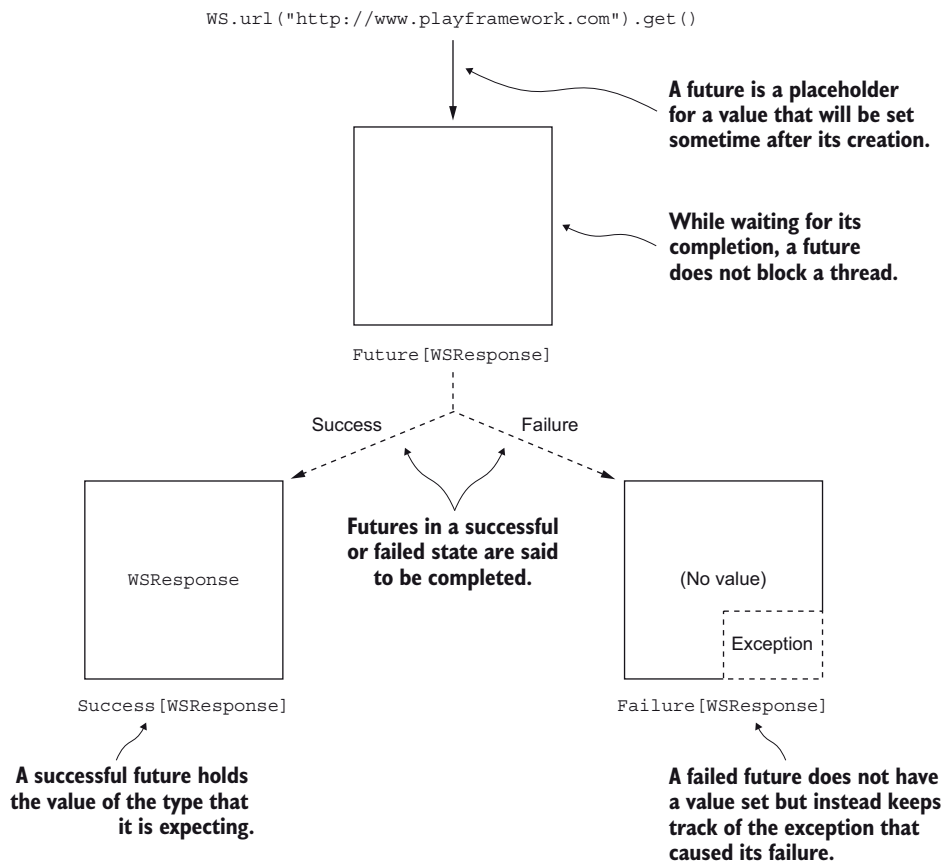 WS.url("http://www.playframework.com").get()
A future is a placeholder
for a value that will be set
sometime after its creation.
While waiting for its
completion, a future
does not block a thread.
Future[WSResponse]
Success
Failure
Futures in a successful
or failed state are said
to be completed.
WSResponse
(No value)
Exception
Success[WSResponse]
Failure[WSResponse]
A successful future holds
the value of the type that
it is expecting.
A failed future does not have
a value set but instead keeps
track of the exception that
caused its failure.